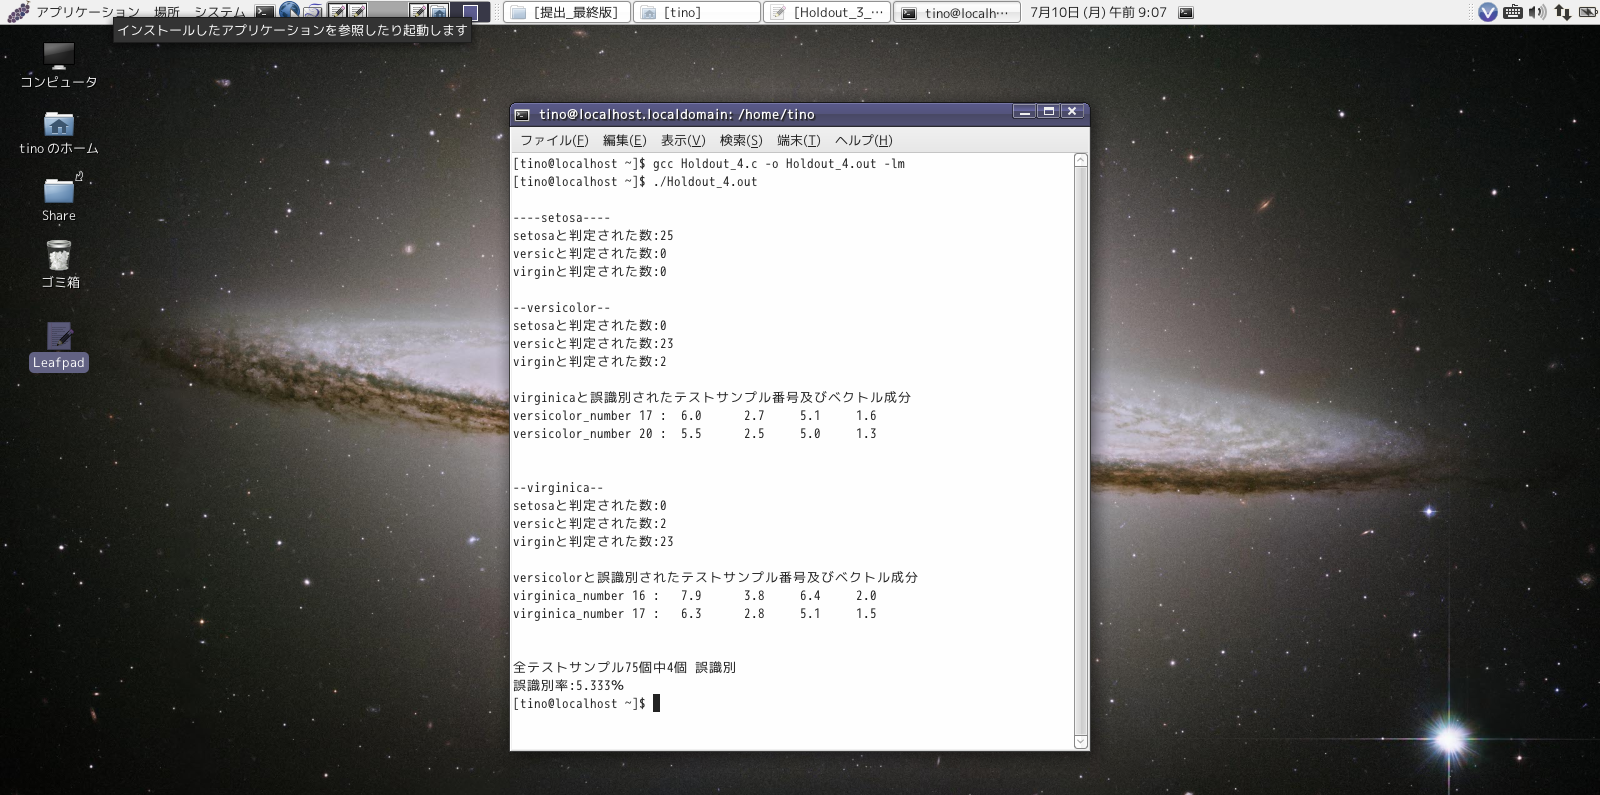 アプリケーション 場所 システム
[提出_最終版]
[tino]
[Holdout_3_…
tino@localh…
7月10日 (月) 午前 9:07
インストールしたアプリケーションを参照したり起動します
コンピュータ
tino のホーム
Share
ゴミ箱
Leafpad
tino@localhost.localdomain: /home/tino
ファイル(F) 編集(E) 表示(V) 検索(S) 端末(T) ヘルプ(H)
[tino@localhost ~]$ gcc Holdout_4.c -o Holdout_4.out -lm
[tino@localhost ~]$ ./Holdout_4.out
----setosa----
setosaと判定された数:25
versicと判定された数:0
virginと判定された数:0
--versicolor--
setosaと判定された数:0
versicと判定された数:23
virginと判定された数:2
virginicaと誤識別されたテストサンプル番号及びベクトル成分
versicolor_number 17 : 6.0 2.7 5.1 1.6
versicolor_number 20 : 5.5 2.5 5.0 1.3
--virginica--
setosaと判定された数:0
versicと判定された数:2
virginと判定された数:23
versicolorと誤識別されたテストサンプル番号及びベクトル成分
virginica_number 16 : 7.9 3.8 6.4 2.0
virginica_number 17 : 6.3 2.8 5.1 1.5
全テストサンプル75個中4個 誤識別
誤識別率:5.333%
[tino@localhost ~]$